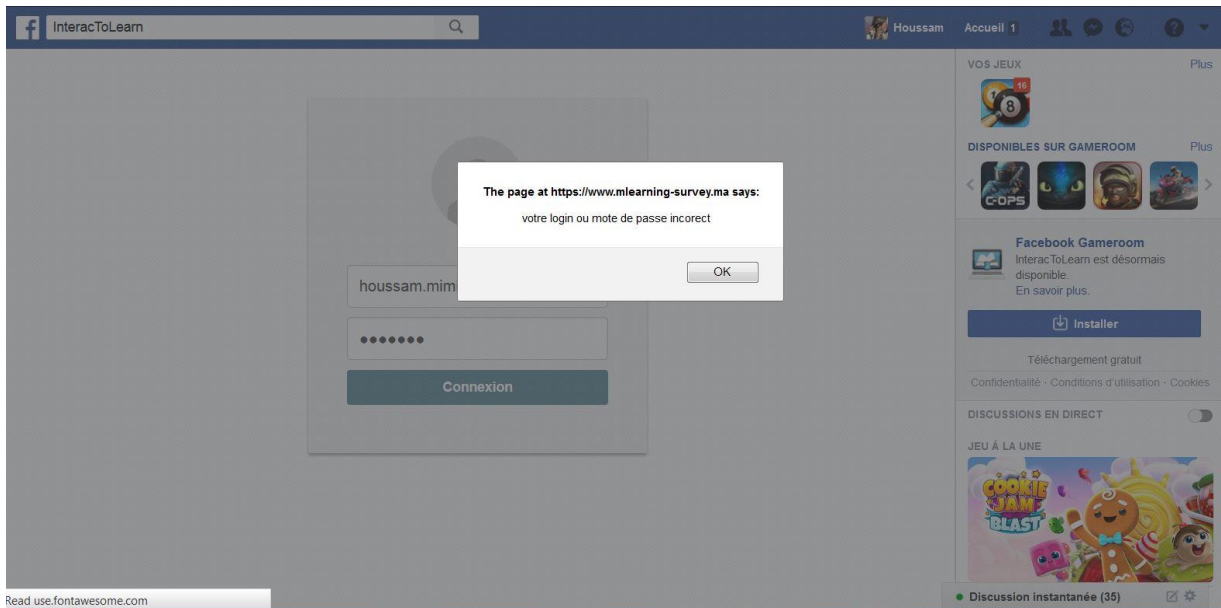 f InteracToLearn
Houssam Accueil 1
VOS JEUX Plus
16
8
DISPONIBLES SUR GAMEROOM Plus
C-OPS
The page at https://www.mlearning-survey.ma says:
votre login ou mote de passe incorect
OK
houssam.mim
•••••••
Connexion
Facebook Gameroom
InteracToLearn est désormais
disponible.
En savoir plus.
Installer
Téléchargement gratuit
Confidentialité · Conditions d'utilisation · Cookies
DISCUSSIONS EN DIRECT
JEU À LA UNE
COOKIE
JAM
BLAST
Read use.fontawesome.com
Discussion instantanée (35)